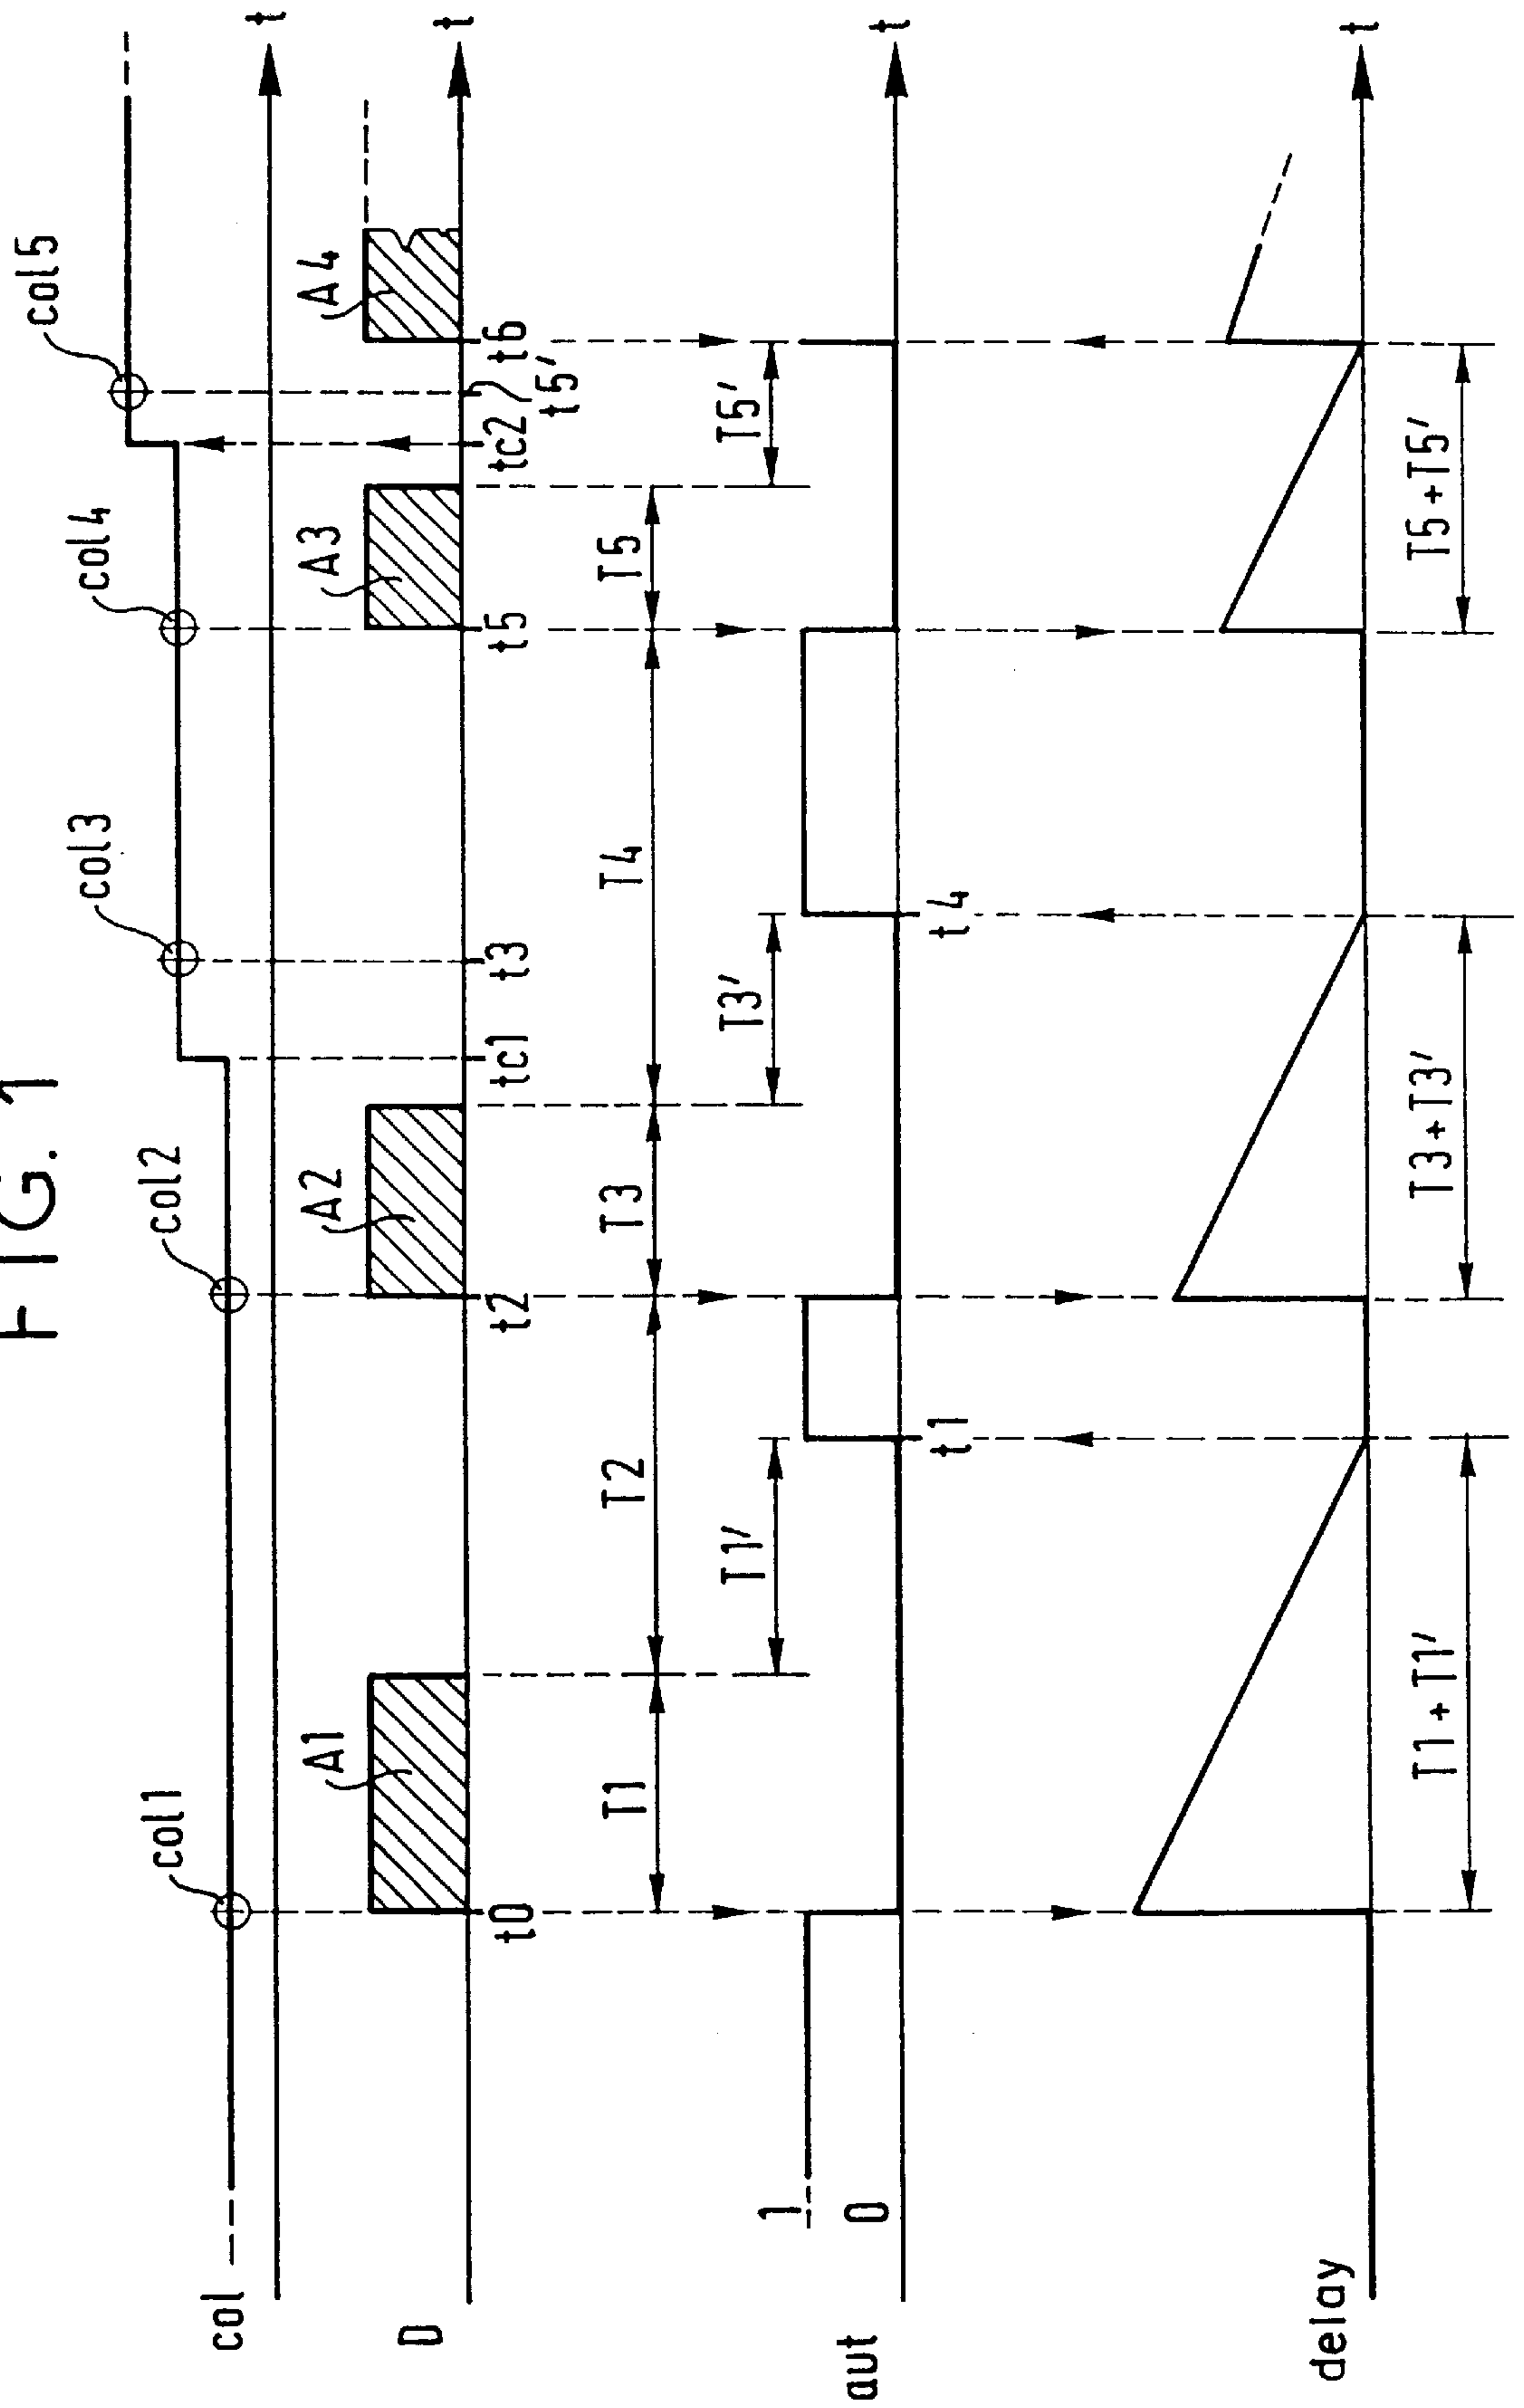 FIG. 1
col
col1
col2
col3
col4
col5
t
D
A1
A2
A3
A4
t
t0
t2
tc1
t3
t5
tc2
t5'
t6
T1
T2
T3
T4
T5
T1'
T3'
T5'
aut
1
0
t1
t4
t
delay
t
T1+T1'
T3+T3'
T5+T5'